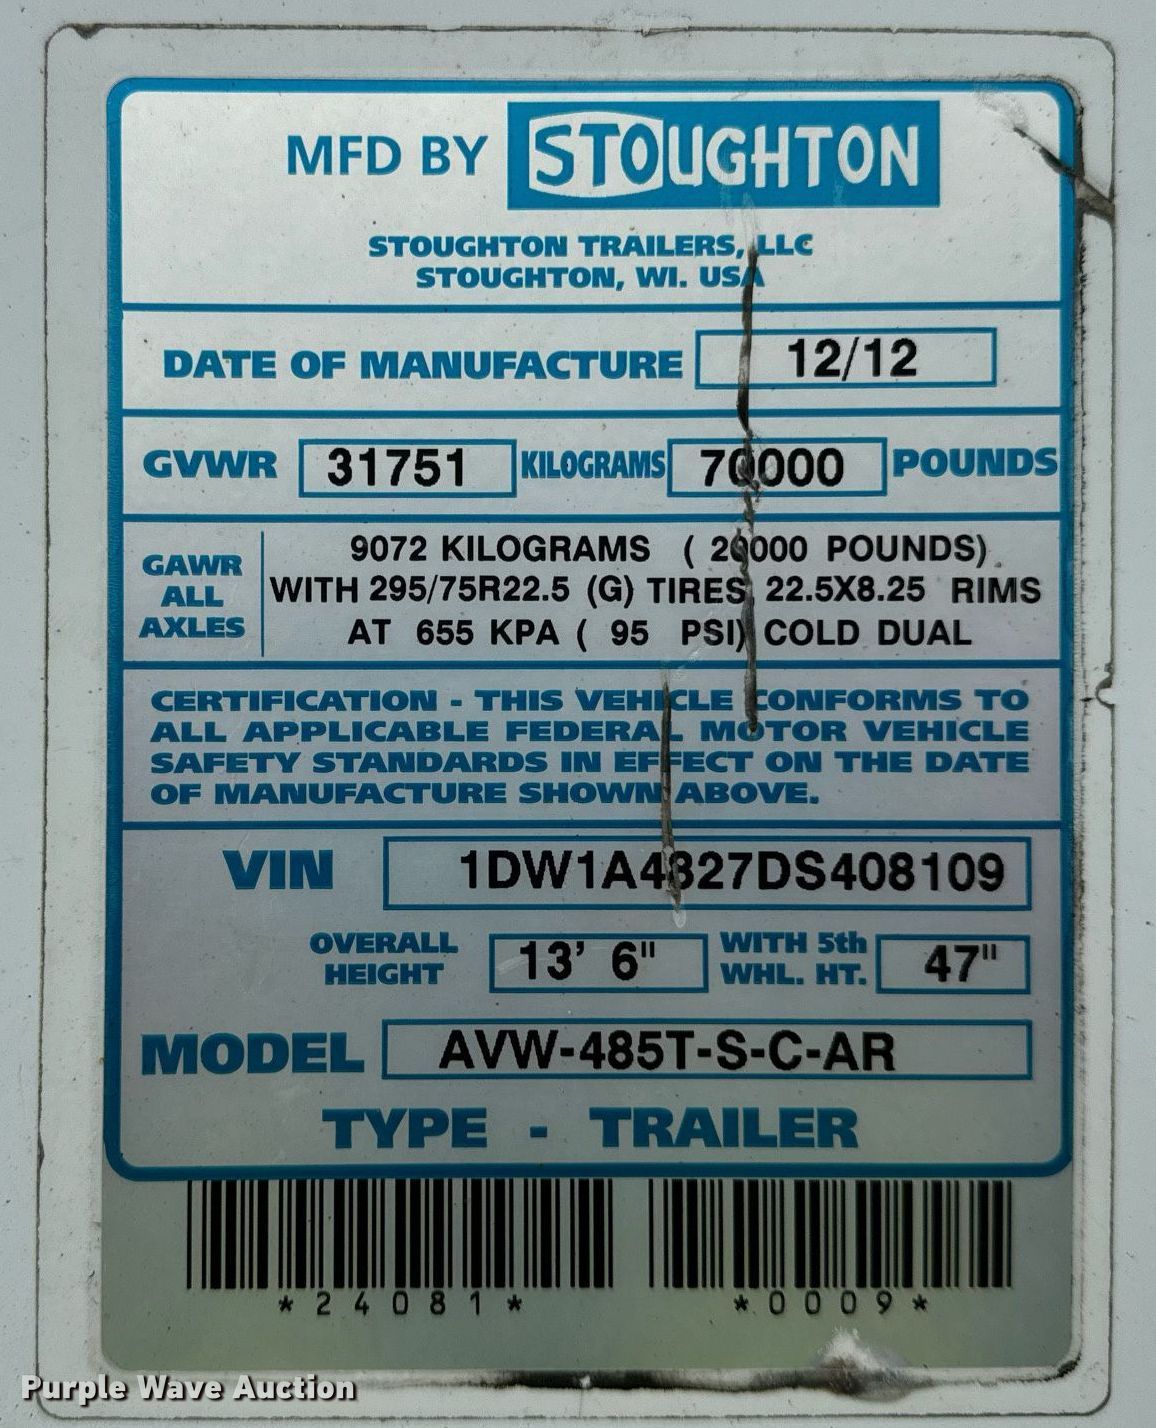 MFD BY STOUGHTON
STOUGHTON TRAILERS, LLC
STOUGHTON, WI. USA
DATE OF MANUFACTURE 12/12
GVWR 31751 KILOGRAMS 70000 POUNDS
GAWR ALL AXLES
9072 KILOGRAMS ( 20000 POUNDS)
WITH 295/75R22.5 (G) TIRES 22.5X8.25 RIMS
AT 655 KPA ( 95 PSI) COLD DUAL
CERTIFICATION - THIS VEHICLE CONFORMS TO
ALL APPLICABLE FEDERAL MOTOR VEHICLE
SAFETY STANDARDS IN EFFECT ON THE DATE
OF MANUFACTURE SHOWN ABOVE.
VIN 1DW1A4827DS408109
OVERALL HEIGHT 13' 6" WITH 5th WHL. HT. 47"
MODEL AVW-485T-S-C-AR
TYPE - TRAILER
*24081* *0009*
Purple Wave Auction